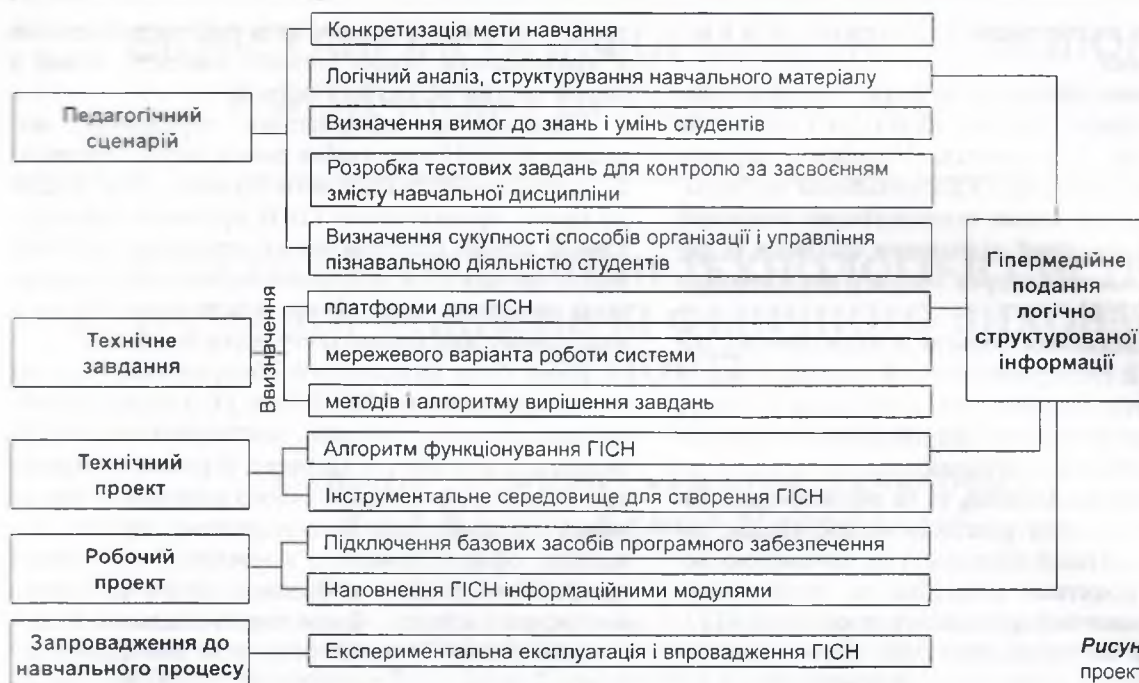 Педагогічний
сценарій
Конкретизація мети навчання
Логічний аналіз, структурування навчального матеріалу
Визначення вимог до знань і умінь студентів
Розробка тестових завдань для контролю за засвоєнням
змісту навчальної дисципліни
Визначення сукупності способів організації і управління
пізнавальною діяльністю студентів
Технічне
завдання
Ввизначення
платформи для ГІСН
мережевого варіанта роботи системи
методів і алгоритму вирішення завдань
Технічний
проект
Алгоритм функціонування ГІСН
Інструментальне середовище для створення ГІСН
Робочий
проект
Підключення базових засобів програмного забезпечення
Наповнення ГІСН інформаційними модулями
Запровадження до
навчального процесу
Експериментальна експлуатація і впровадження ГІСН
Гіпермедійне
подання
логічно
структурованої
інформації
Рисун
проект